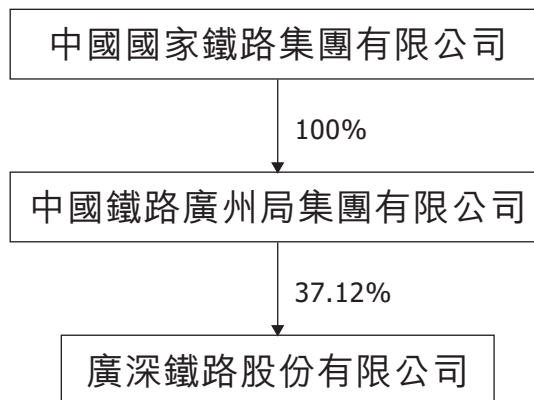 中國國家鐵路集團有限公司
100%
中國鐵路廣州局集團有限公司
37.12%
廣深鐵路股份有限公司